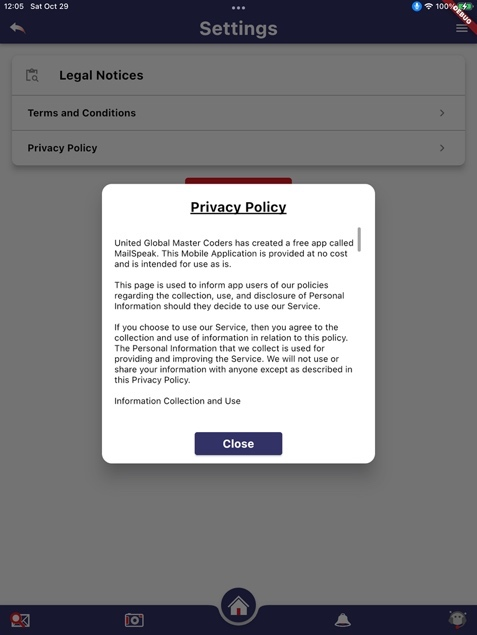 12:05 Sat Oct 29
100%
DEBUG
Settings
Legal Notices
Terms and Conditions
Privacy Policy
Privacy Policy
United Global Master Coders has created a free app called
MailSpeak. This Mobile Application is provided at no cost
and is intended for use as is.
This page is used to inform app users of our policies
regarding the collection, use, and disclosure of Personal
Information should they decide to use our Service.
If you choose to use our Service, then you agree to the
collection and use of information in relation to this policy.
The Personal Information that we collect is used for
providing and improving the Service. We will not use or
share your information with anyone except as described in
this Privacy Policy.
Information Collection and Use
Close